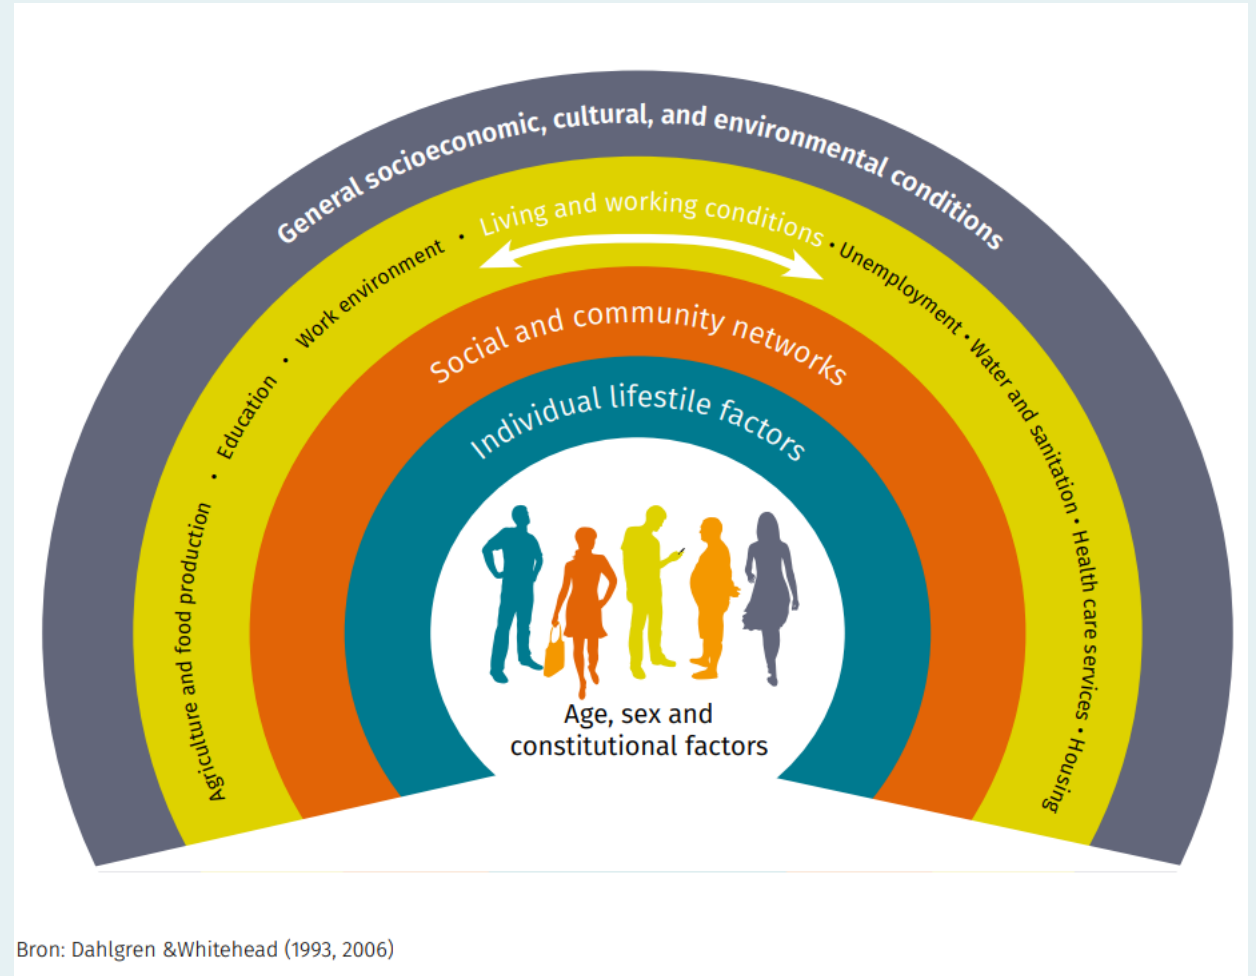 General socioeconomic, cultural, and environmental conditions
Agriculture and food production • Education • Work environment • Living and working conditions • Unemployment • Water and sanitation • Health care services • Housing
Social and community networks
Individual lifestile factors
Age, sex and
constitutional factors
Bron: Dahlgren &Whitehead (1993, 2006)